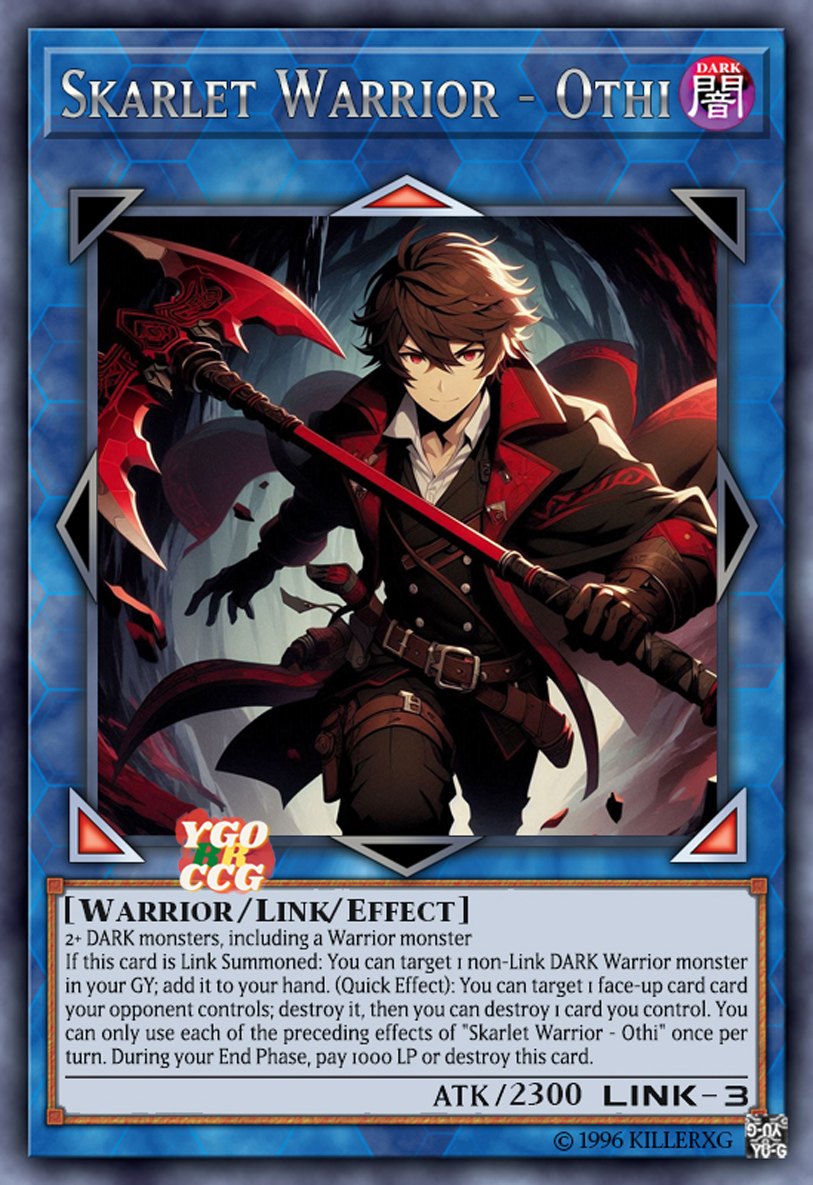 Skarlet Warrior - Othi
DARK
闇
YGO
RR
CCG
[Warrior/Link/Effect]
2+ DARK monsters, including a Warrior monster
If this card is Link Summoned: You can target 1 non-Link DARK Warrior monster
in your GY; add it to your hand. (Quick Effect): You can target 1 face-up card card
your opponent controls; destroy it, then you can destroy 1 card you control. You
can only use each of the preceding effects of "Skarlet Warrior - Othi" once per
turn. During your End Phase, pay 1000 LP or destroy this card.
ATK/2300 LINK-3
© 1996 KILLERXG